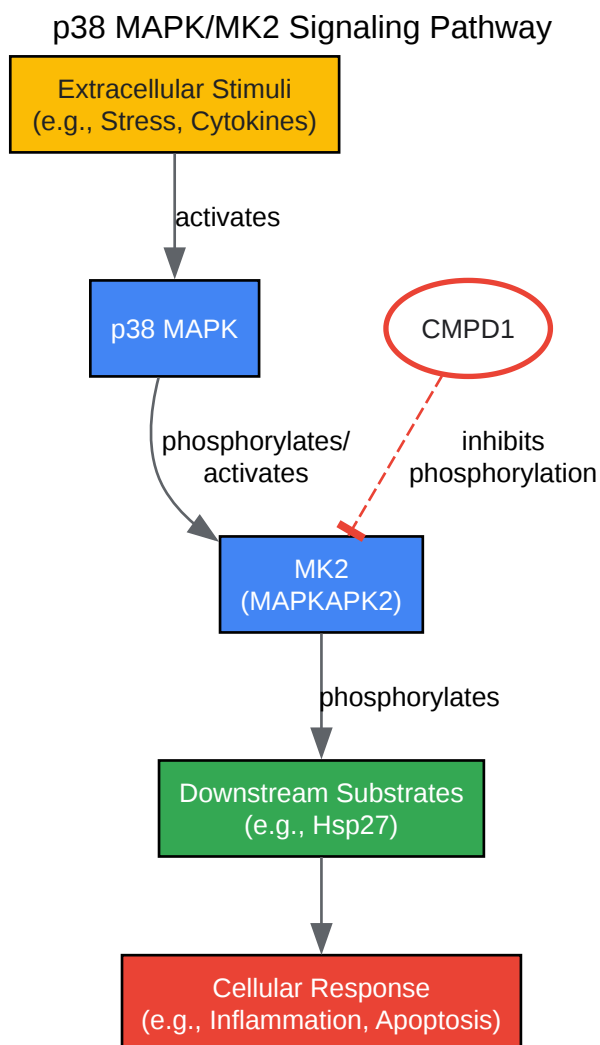 p38 MAPK/MK2 Signaling Pathway
Extracellular Stimuli
(e.g., Stress, Cytokines)
activates
p38 MAPK
CMPD1
phosphorylates/
activates
inhibits
phosphorylation
MK2
(MAPKAPK2)
phosphorylates
Downstream Substrates
(e.g., Hsp27)
Cellular Response
(e.g., Inflammation, Apoptosis)